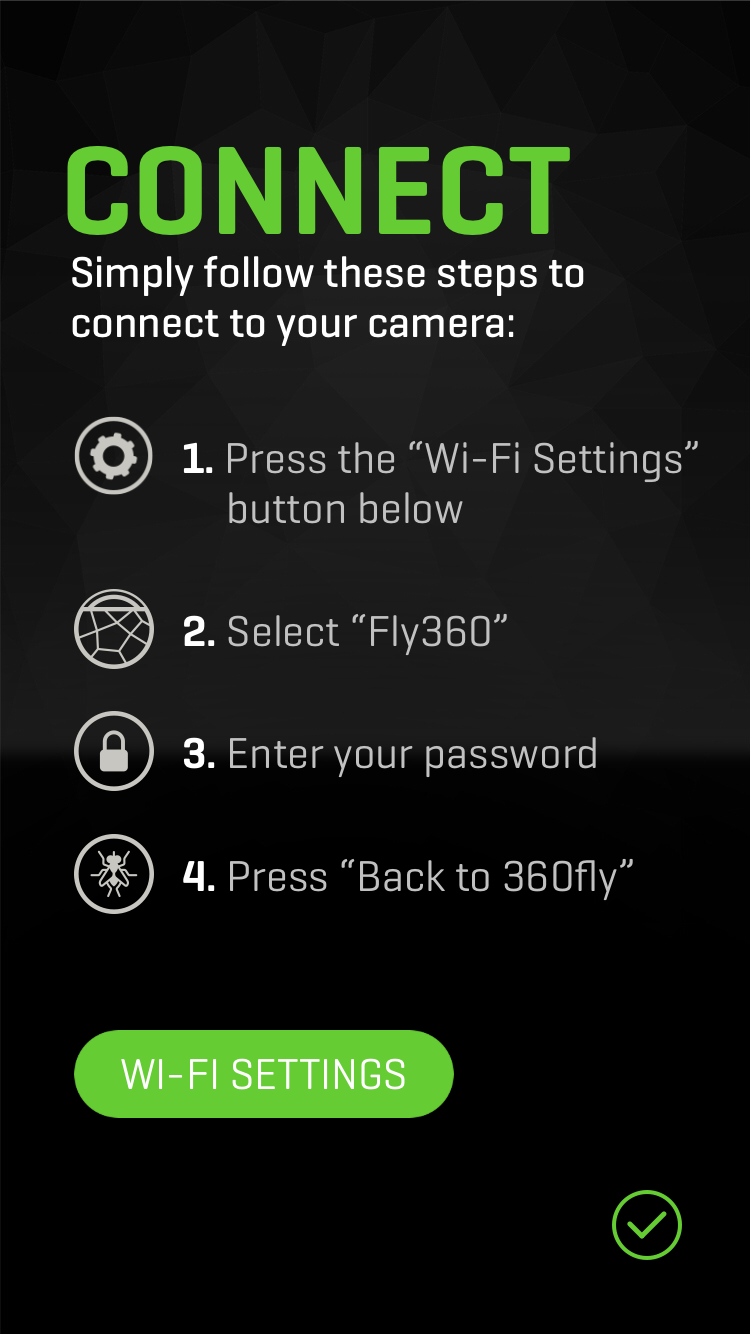 CONNECT
Simply follow these steps to
connect to your camera:
1. Press the “Wi-Fi Settings”
button below
2. Select “Fly360”
3. Enter your password
4. Press “Back to 360fly”
WI-FI SETTINGS